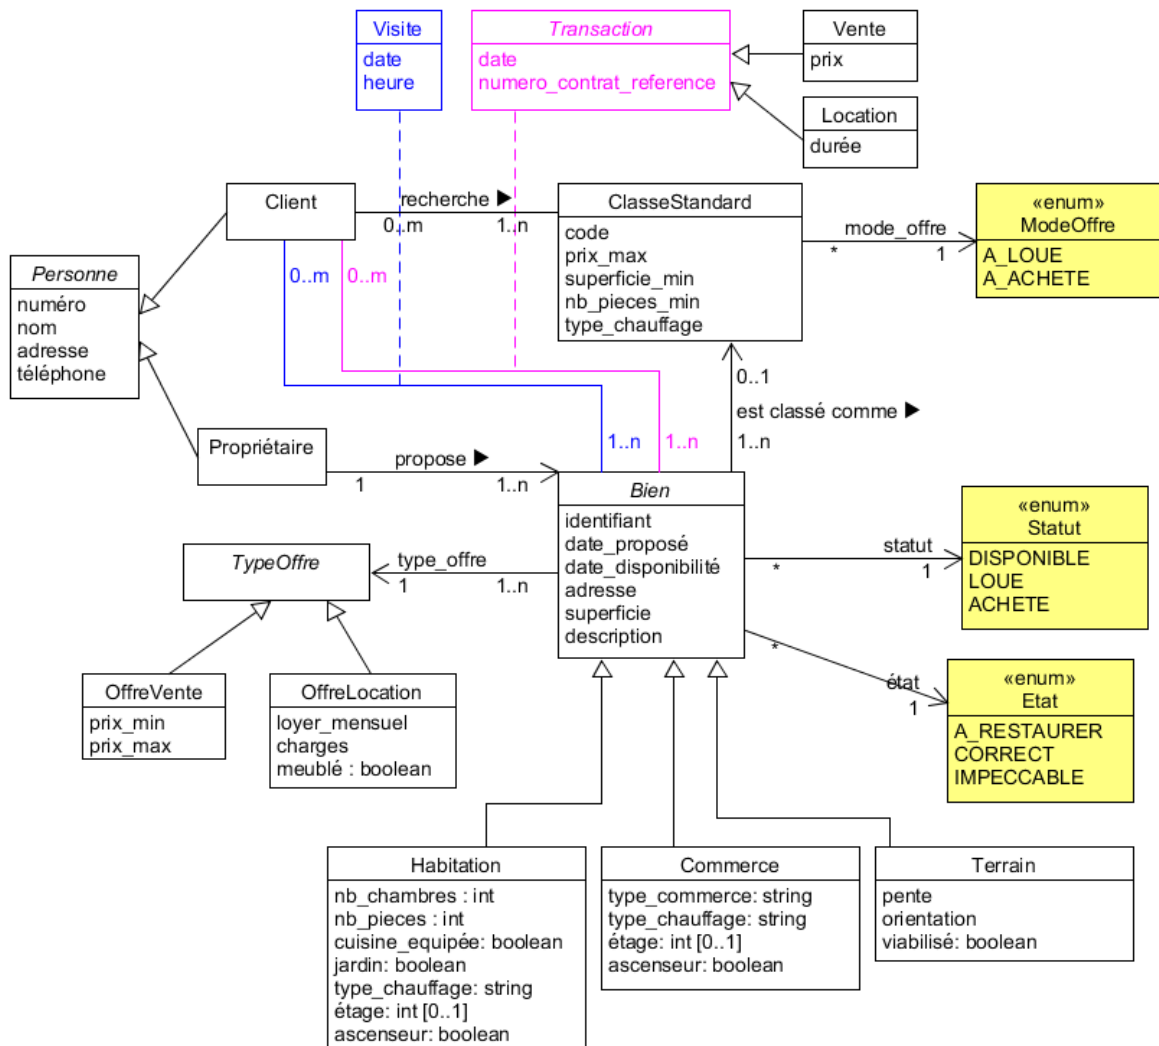 Visite
date
heure
Transaction
date
numero_contrat_reference
Vente
prix
Location
durée
Client
recherche ▶
0..m
1..n
ClasseStandard
code
prix_max
superficie_min
nb_pieces_min
type_chauffage
mode_offre
*
1
«enum»
ModeOffre
A_LOUE
A_ACHETE
Personne
numéro
nom
adresse
téléphone
0..m
0..m
0..1
est classé comme ▶
1..n
1..n
1..n
Propriétaire
propose ▶
1
1..n
Bien
identifiant
date_proposé
date_disponibilité
adresse
superficie
description
statut
*
1
«enum»
Statut
DISPONIBLE
LOUE
ACHETE
TypeOffre
type_offre
1
1..n
*
état
1
«enum»
Etat
A_RESTAURER
CORRECT
IMPECCABLE
OffreVente
prix_min
prix_max
OffreLocation
loyer_mensuel
charges
meublé : boolean
Habitation
nb_chambres : int
nb_pieces : int
cuisine_equipée: boolean
jardin: boolean
type_chauffage: string
étage: int [0..1]
ascenseur: boolean
Commerce
type_commerce: string
type_chauffage: string
étage: int [0..1]
ascenseur: boolean
Terrain
pente
orientation
viabilisé: boolean